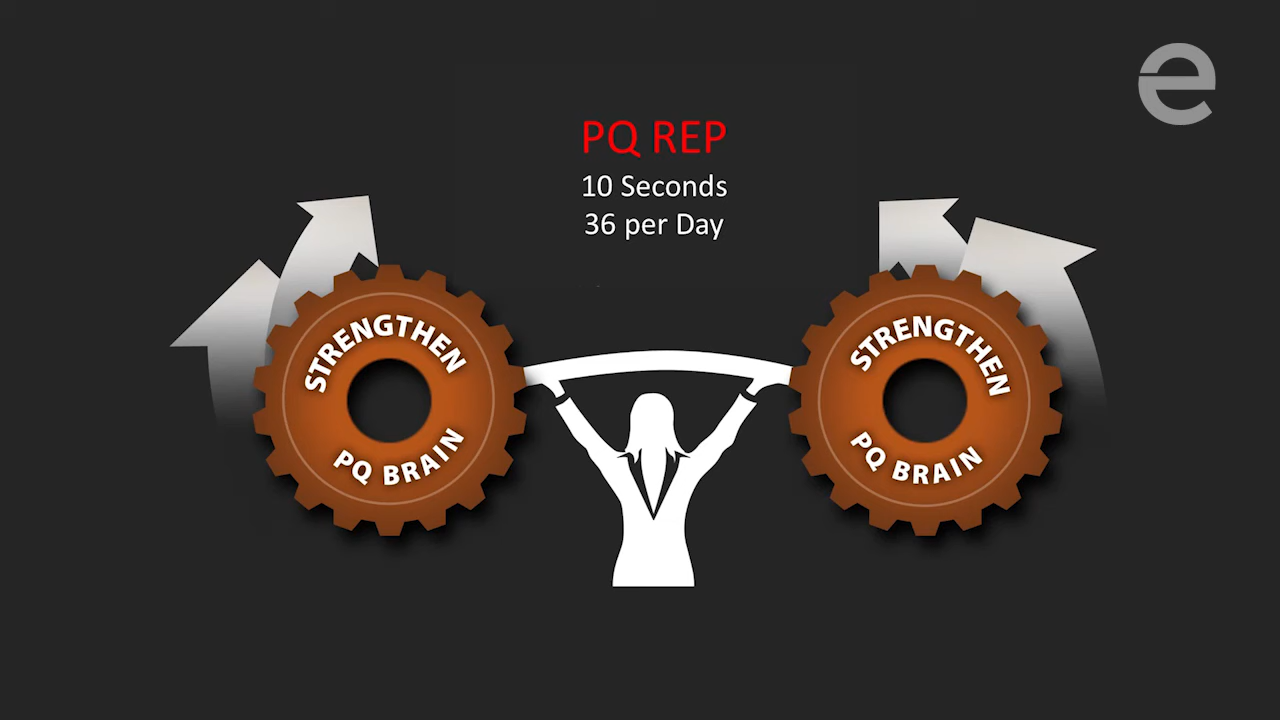 PQ REP
10 Seconds
36 per Day
STRENGTHEN
PQ BRAIN
STRENGTHEN
PQ BRAIN
e